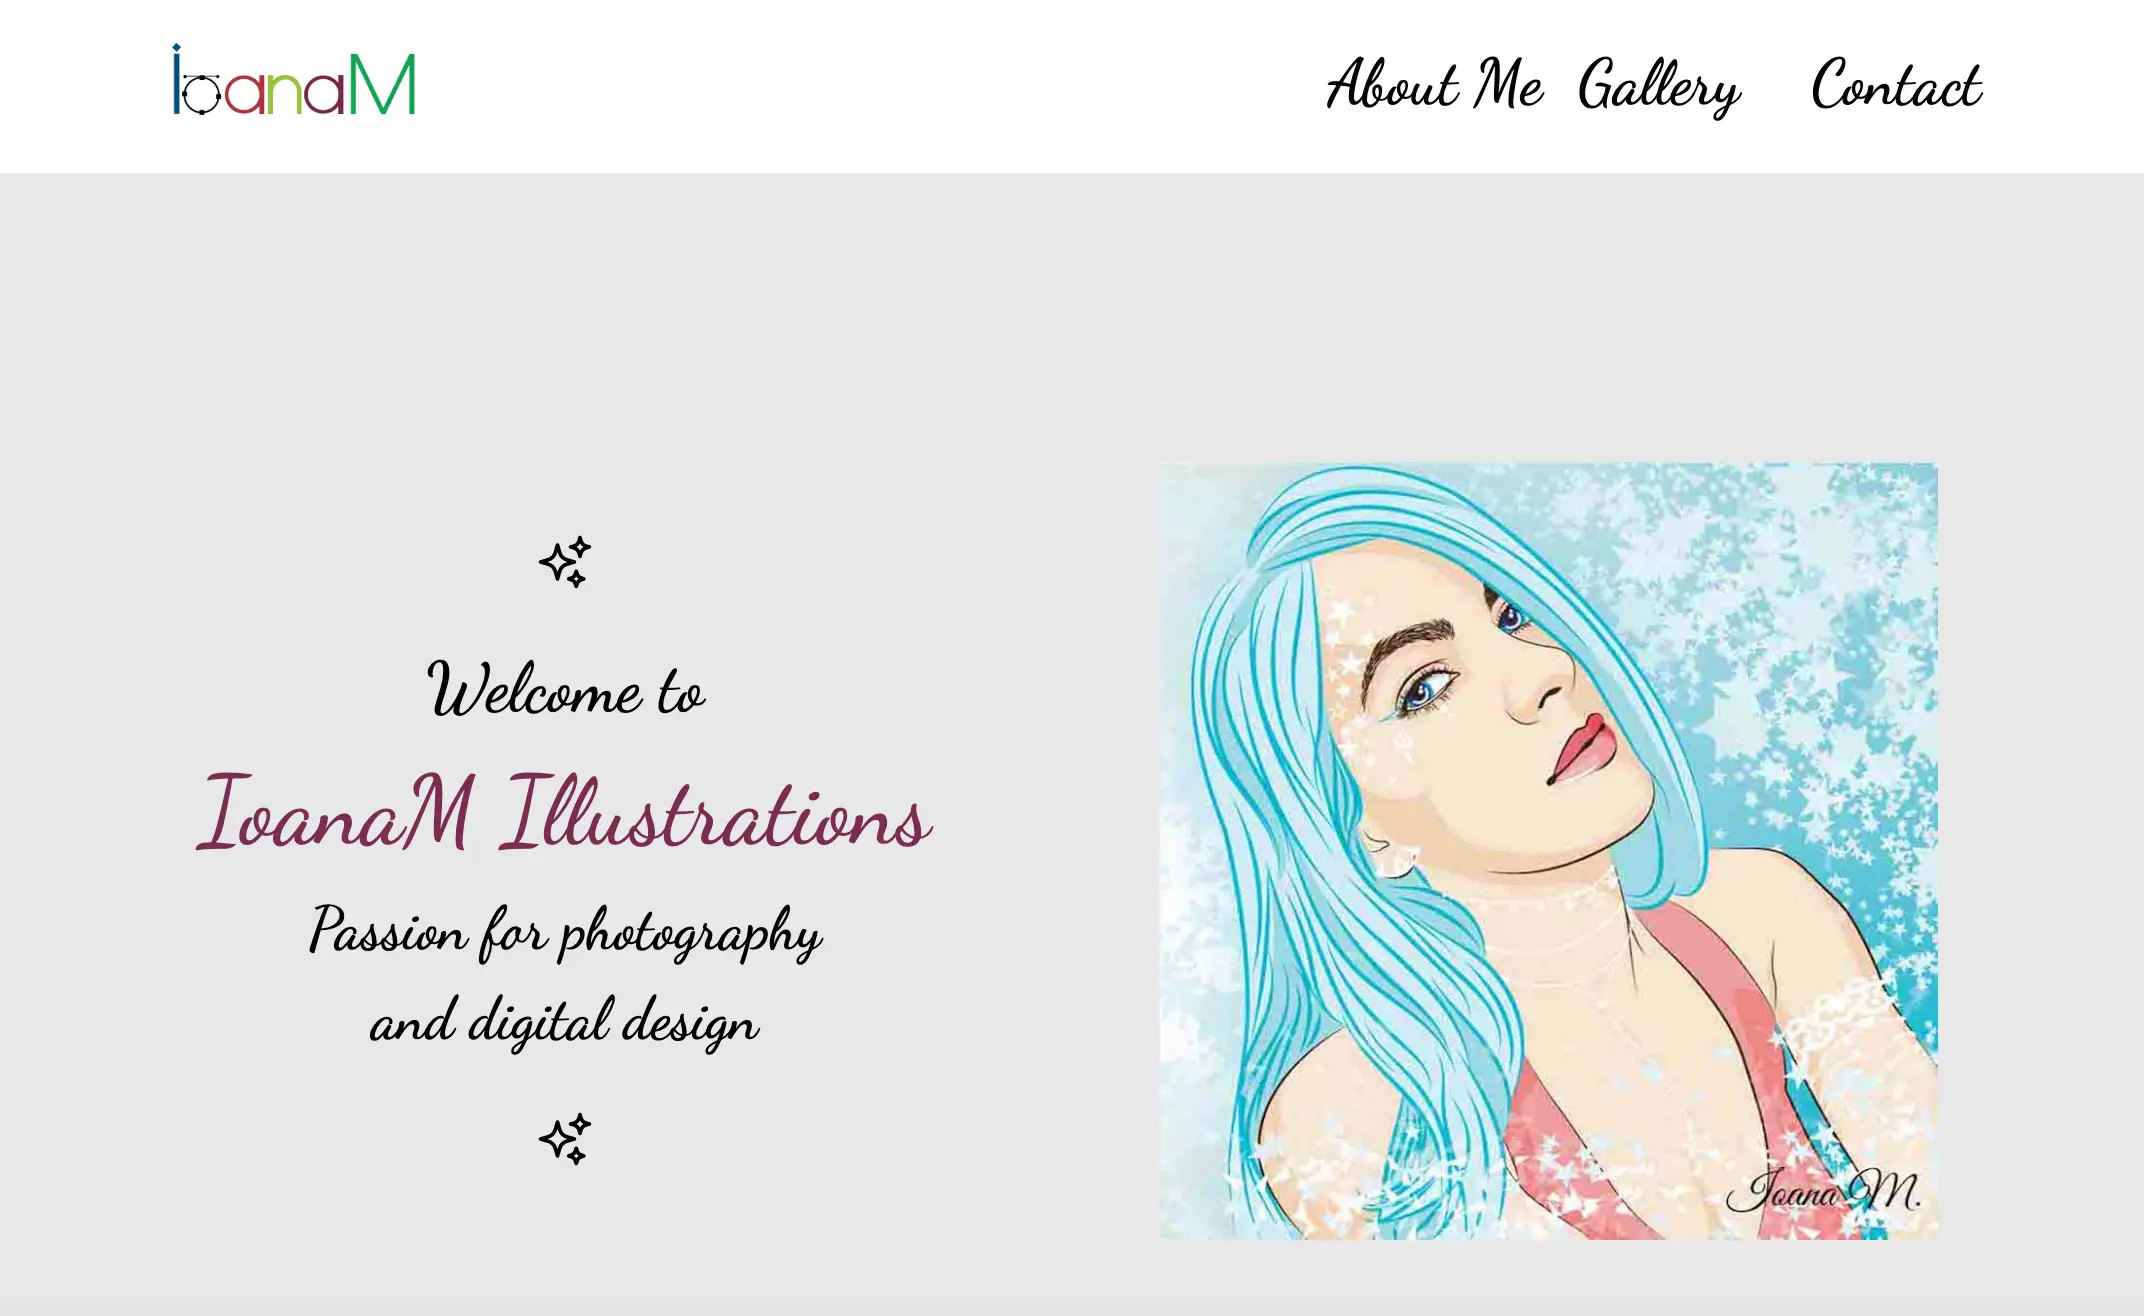 IoanaM
About Me Gallery Contact
Welcome to
IoanaM Illustrations
Passion for photography
and digital design
Ioana M.